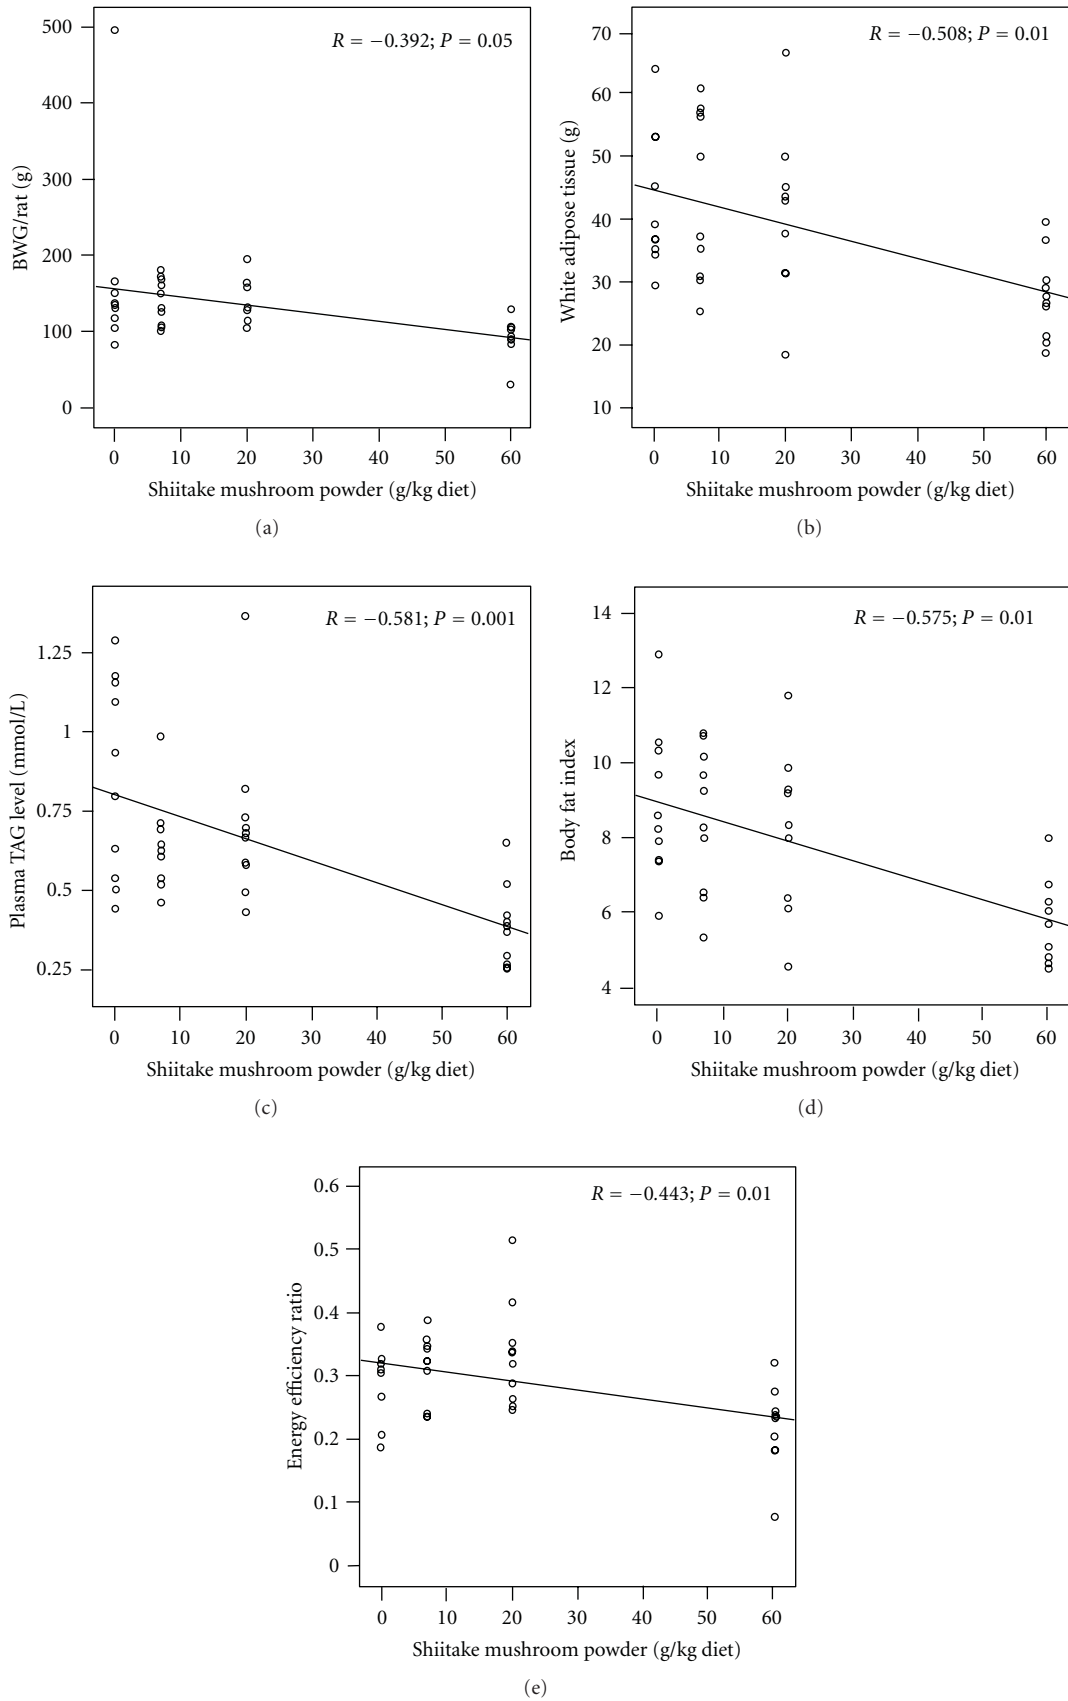 R = −0.392; P = 0.05
500
400
300
200
100
0
BWG/rat (g)
0 10 20 30 40 50 60
Shiitake mushroom powder (g/kg diet)
(a)
R = −0.508; P = 0.01
70
60
50
40
30
20
10
White adipose tissue (g)
0 10 20 30 40 50 60
Shiitake mushroom powder (g/kg diet)
(b)
R = −0.581; P = 0.001
1.25
1
0.75
0.5
0.25
Plasma TAG level (mmol/L)
0 10 20 30 40 50 60
Shiitake mushroom powder (g/kg diet)
(c)
R = −0.575; P = 0.01
14
12
10
8
6
4
Body fat index
0 10 20 30 40 50 60
Shiitake mushroom powder (g/kg diet)
(d)
R = −0.443; P = 0.01
0.6
0.5
0.4
0.3
0.2
0.1
0
Energy efficiency ratio
0 10 20 30 40 50 60
Shiitake mushroom powder (g/kg diet)
(e)